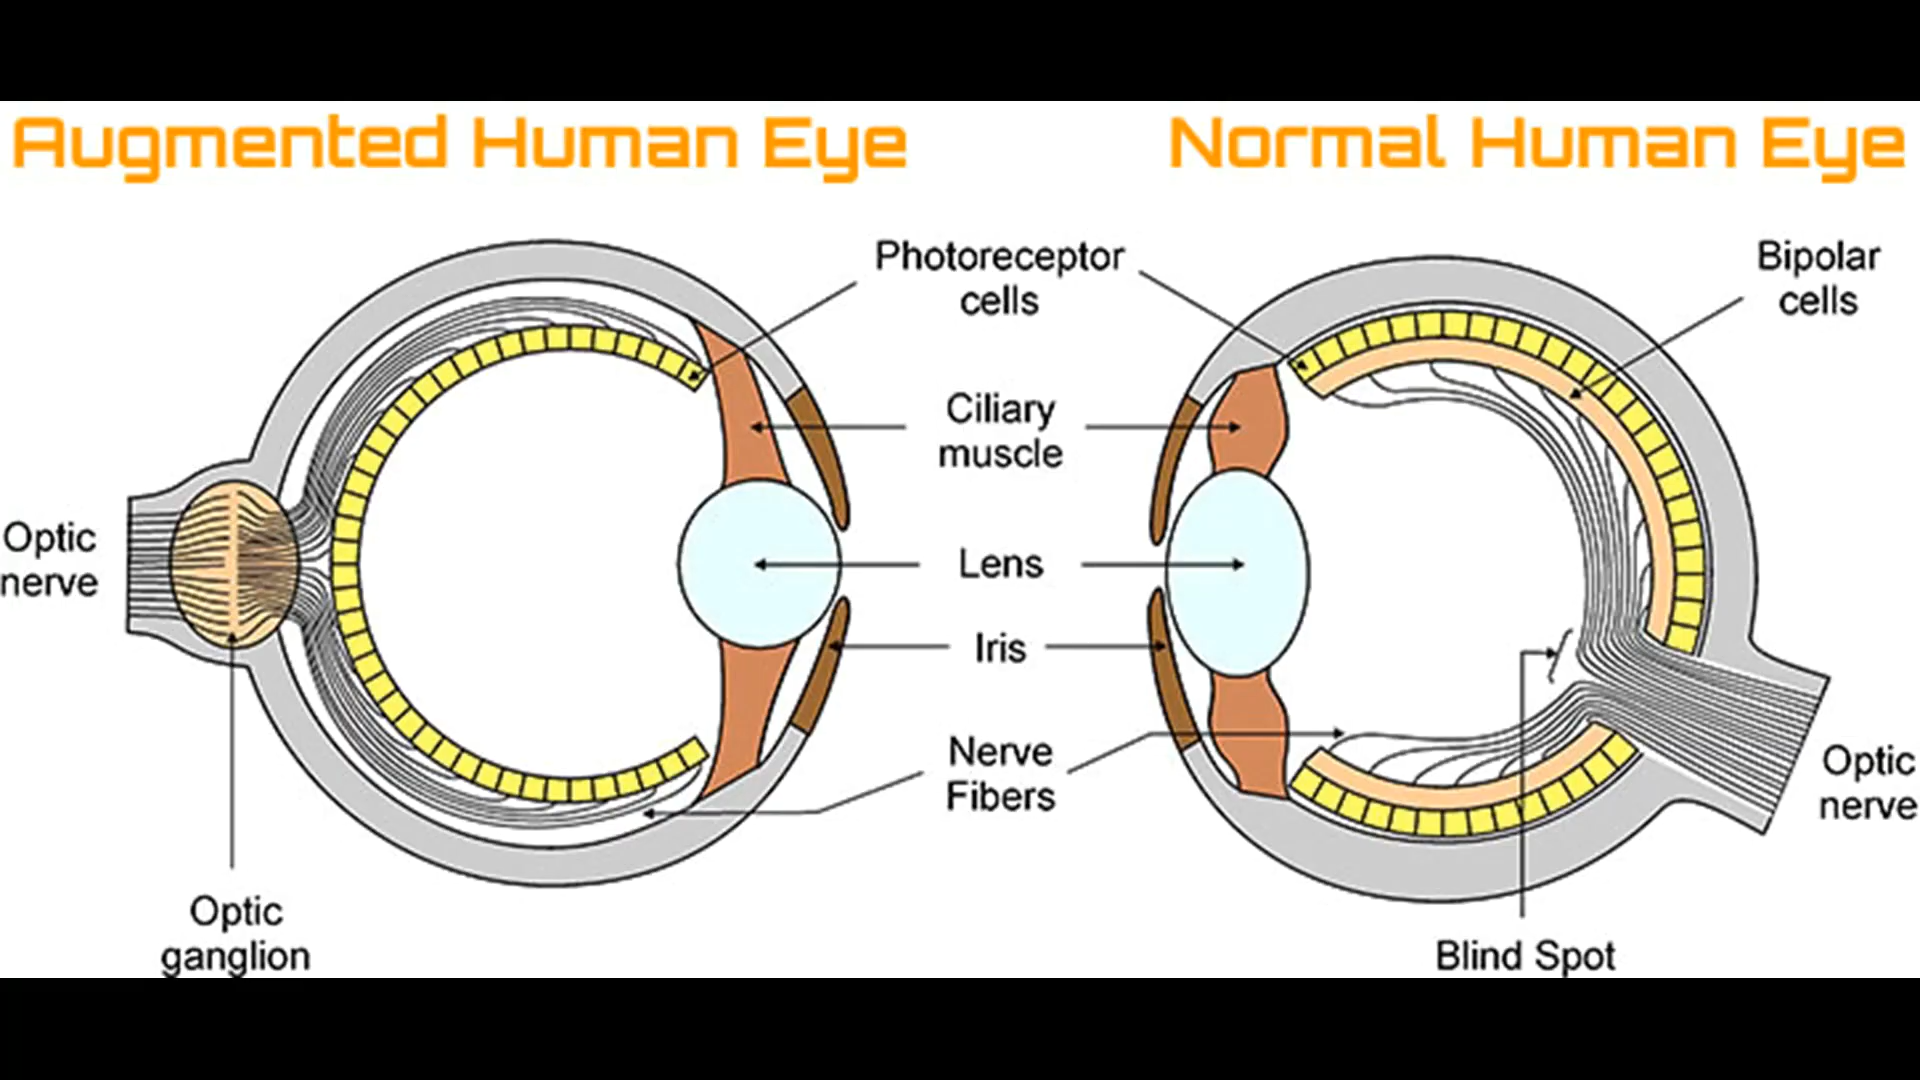 Augmented Human Eye
Normal Human Eye
Photoreceptor
cells
Bipolar
cells
Ciliary
muscle
Optic
nerve
Lens
Iris
Nerve
Fibers
Optic
nerve
Optic
ganglion
Blind Spot